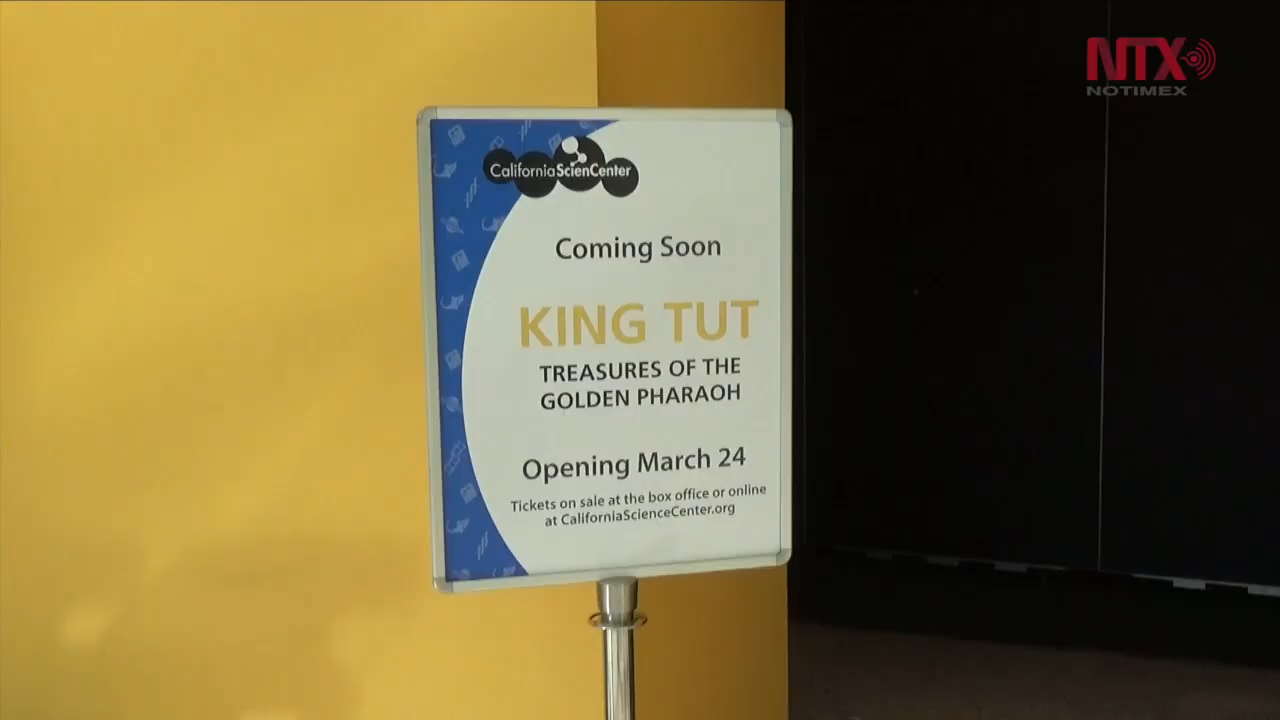 NTX
NOTIMEX
CaliforniaScienCenter
Coming Soon
KING TUT
TREASURES OF THE
GOLDEN PHARAOH
Opening March 24
Tickets on sale at the box office or online
at CaliforniaScienceCenter.org